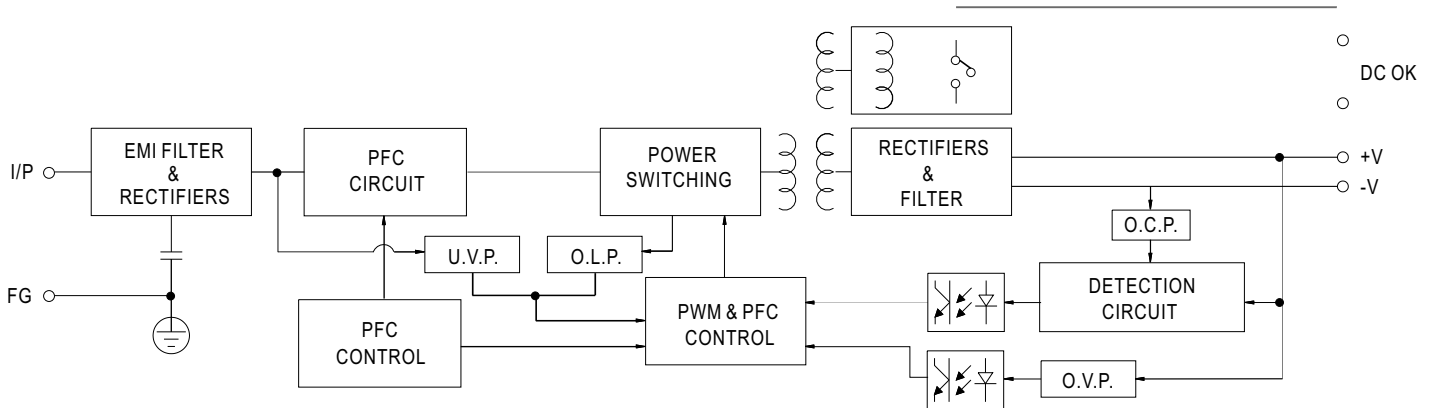 DC OK
I/P
EMI FILTER
&
RECTIFIERS
PFC
CIRCUIT
POWER
SWITCHING
RECTIFIERS
&
FILTER
+V
-V
O.C.P.
U.V.P.
O.L.P.
DETECTION
CIRCUIT
FG
PFC
CONTROL
PWM & PFC
CONTROL
O.V.P.